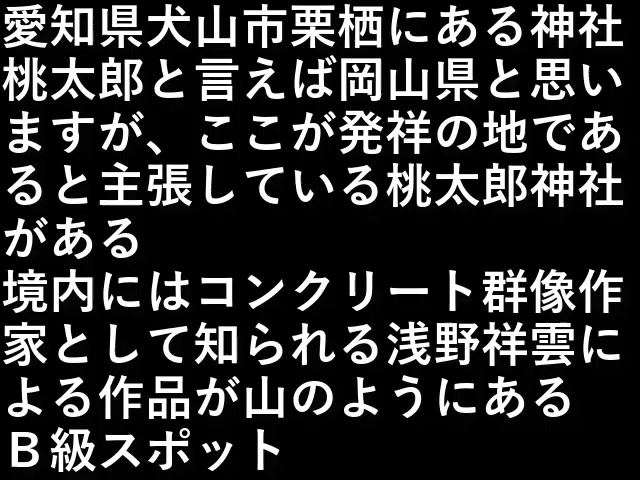 愛知県犬山市栗栖にある神社
桃太郎と言えば岡山県と思い
ますが、ここが発祥の地であ
ると主張している桃太郎神社
がある
境内にはコンクリート群像作
家として知られる浅野祥雲に
よる作品が山のようにある
Ｂ級スポット